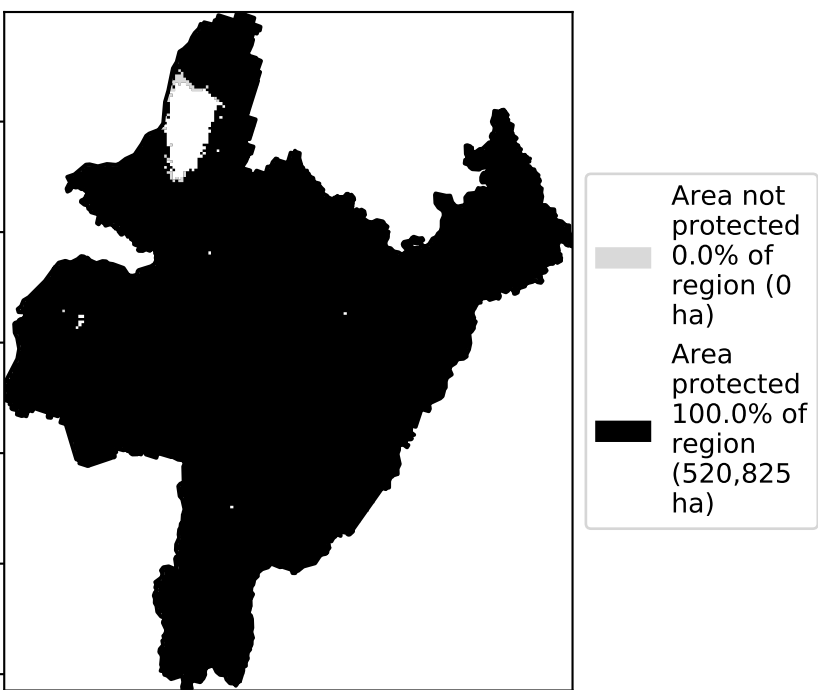 Area not
protected
0.0% of
region (0
ha)
Area
protected
100.0% of
region
(520,825
ha)